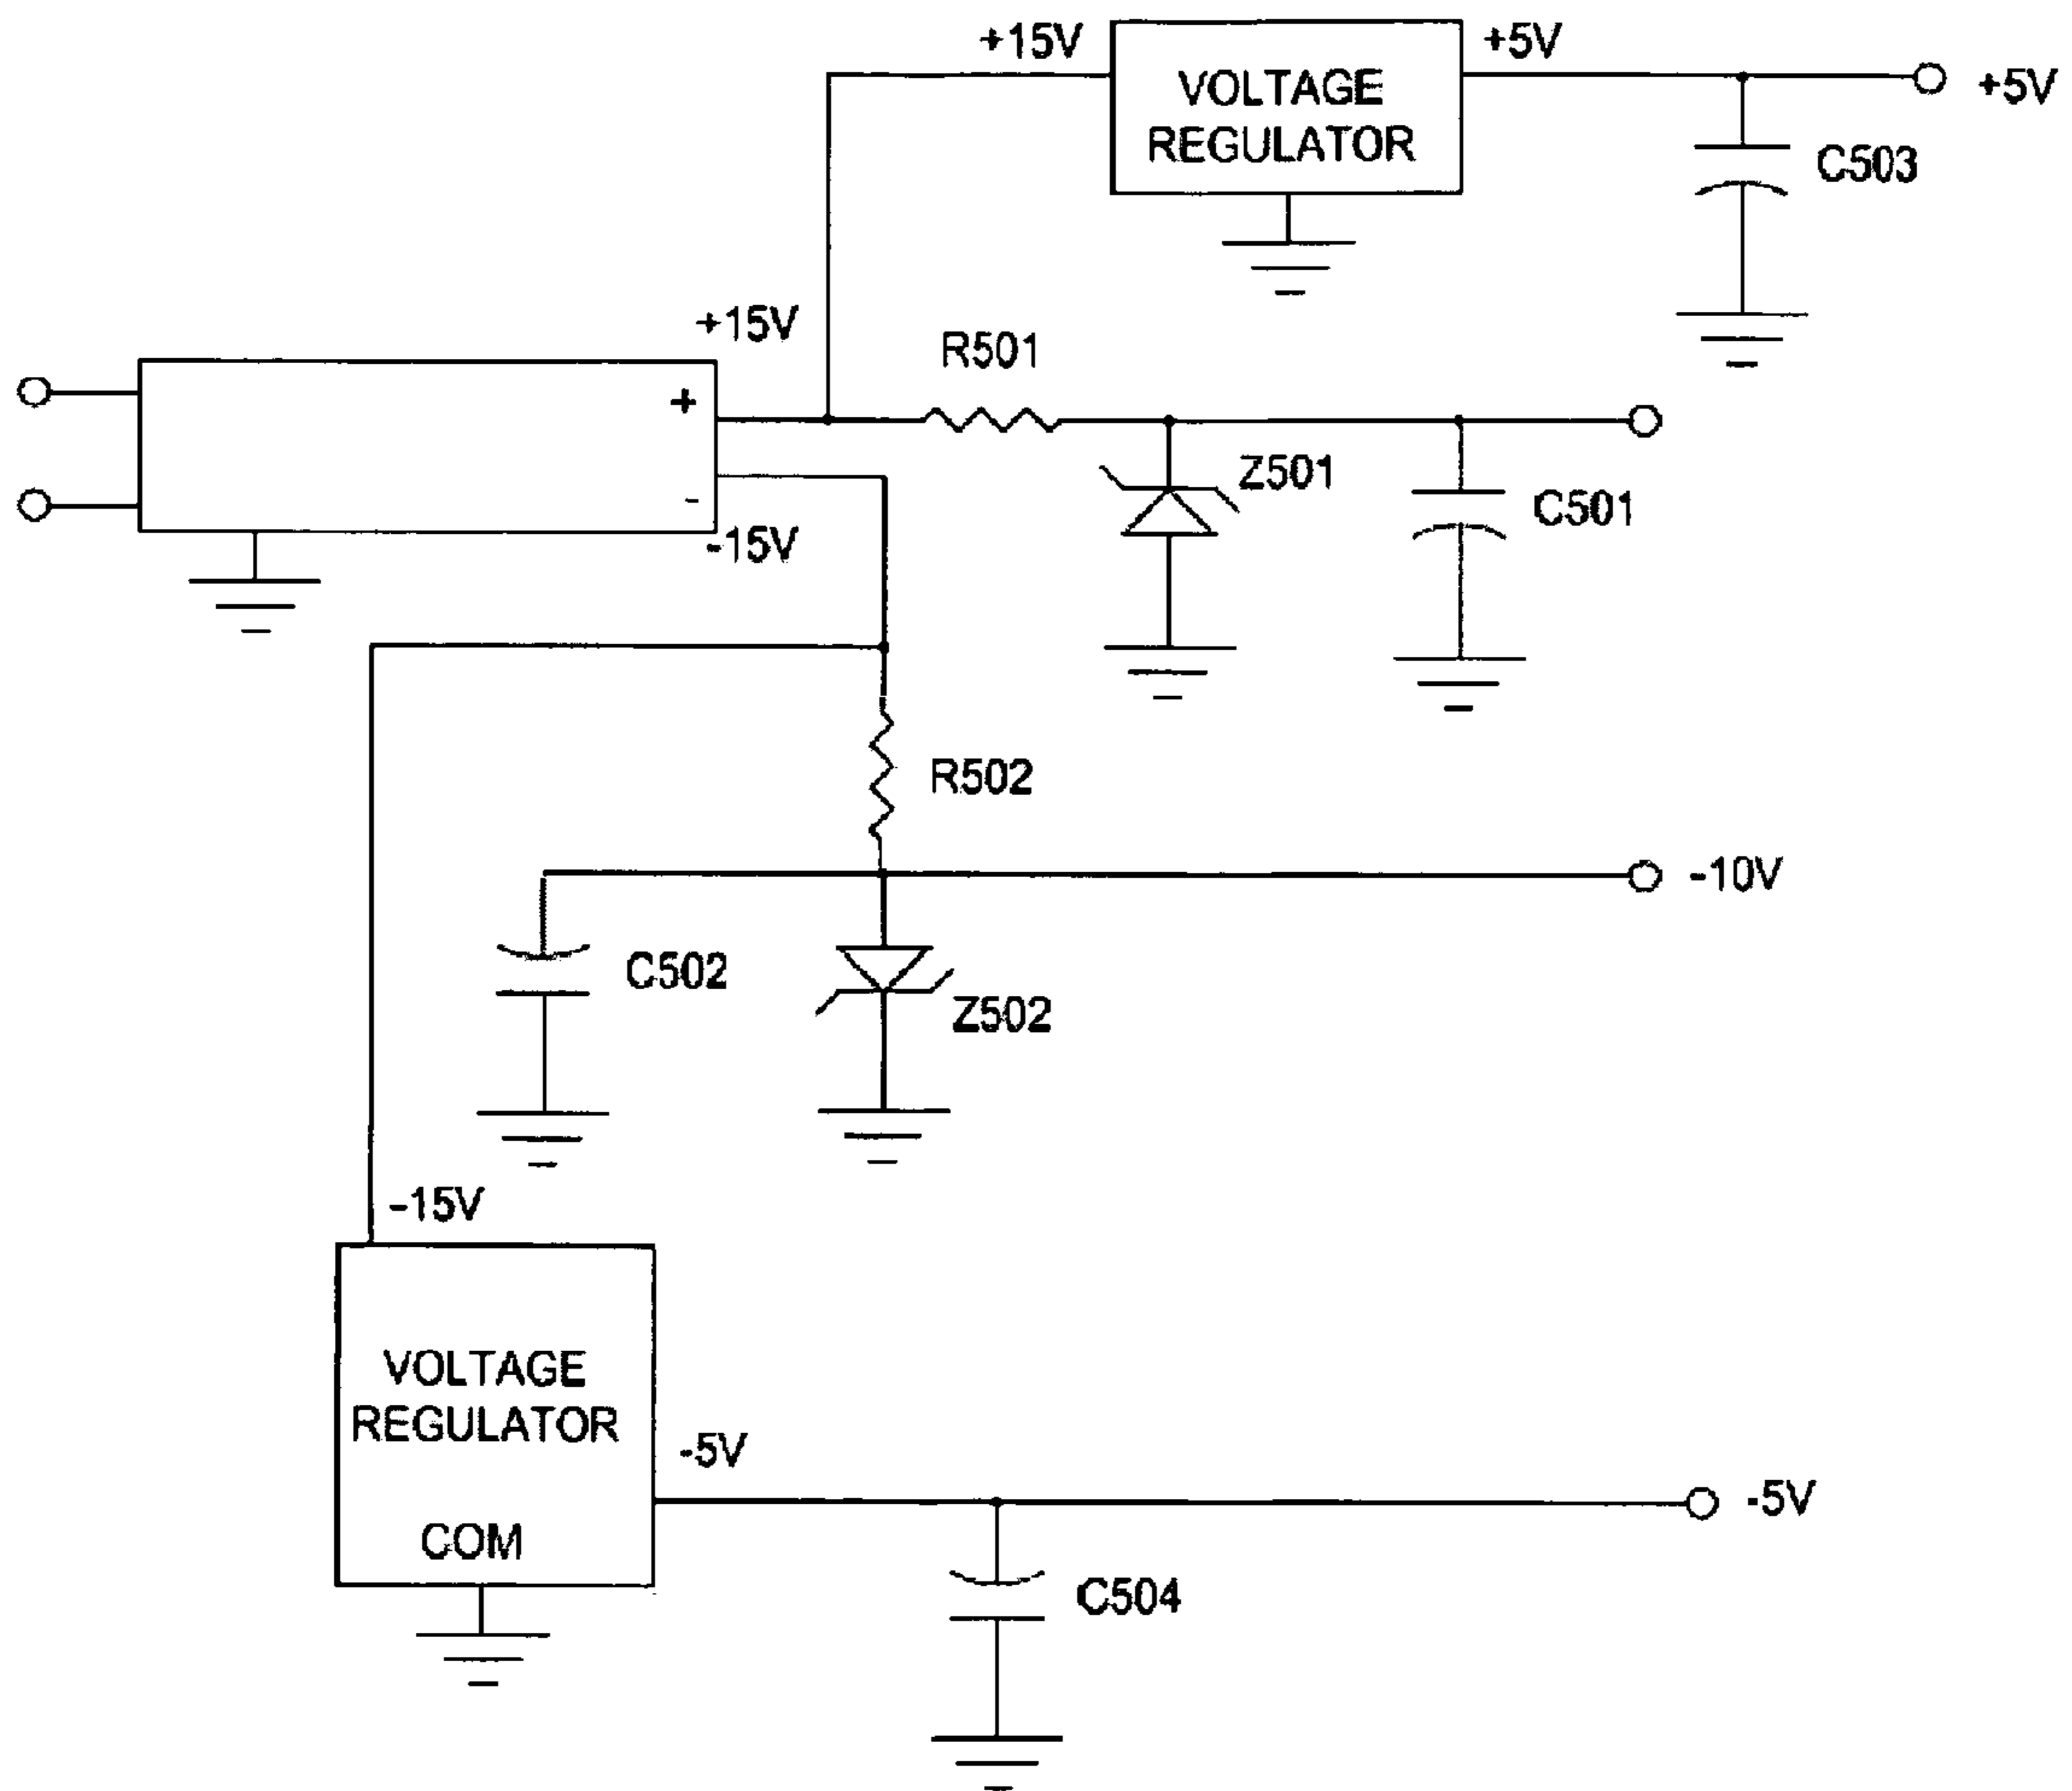 +15V
+5V
VOLTAGE
REGULATOR
+5V
C503
+15V
R501
+
-
-15V
Z501
C501
R502
-10V
C502
Z502
-15V
VOLTAGE
REGULATOR
COM
-5V
-5V
C504